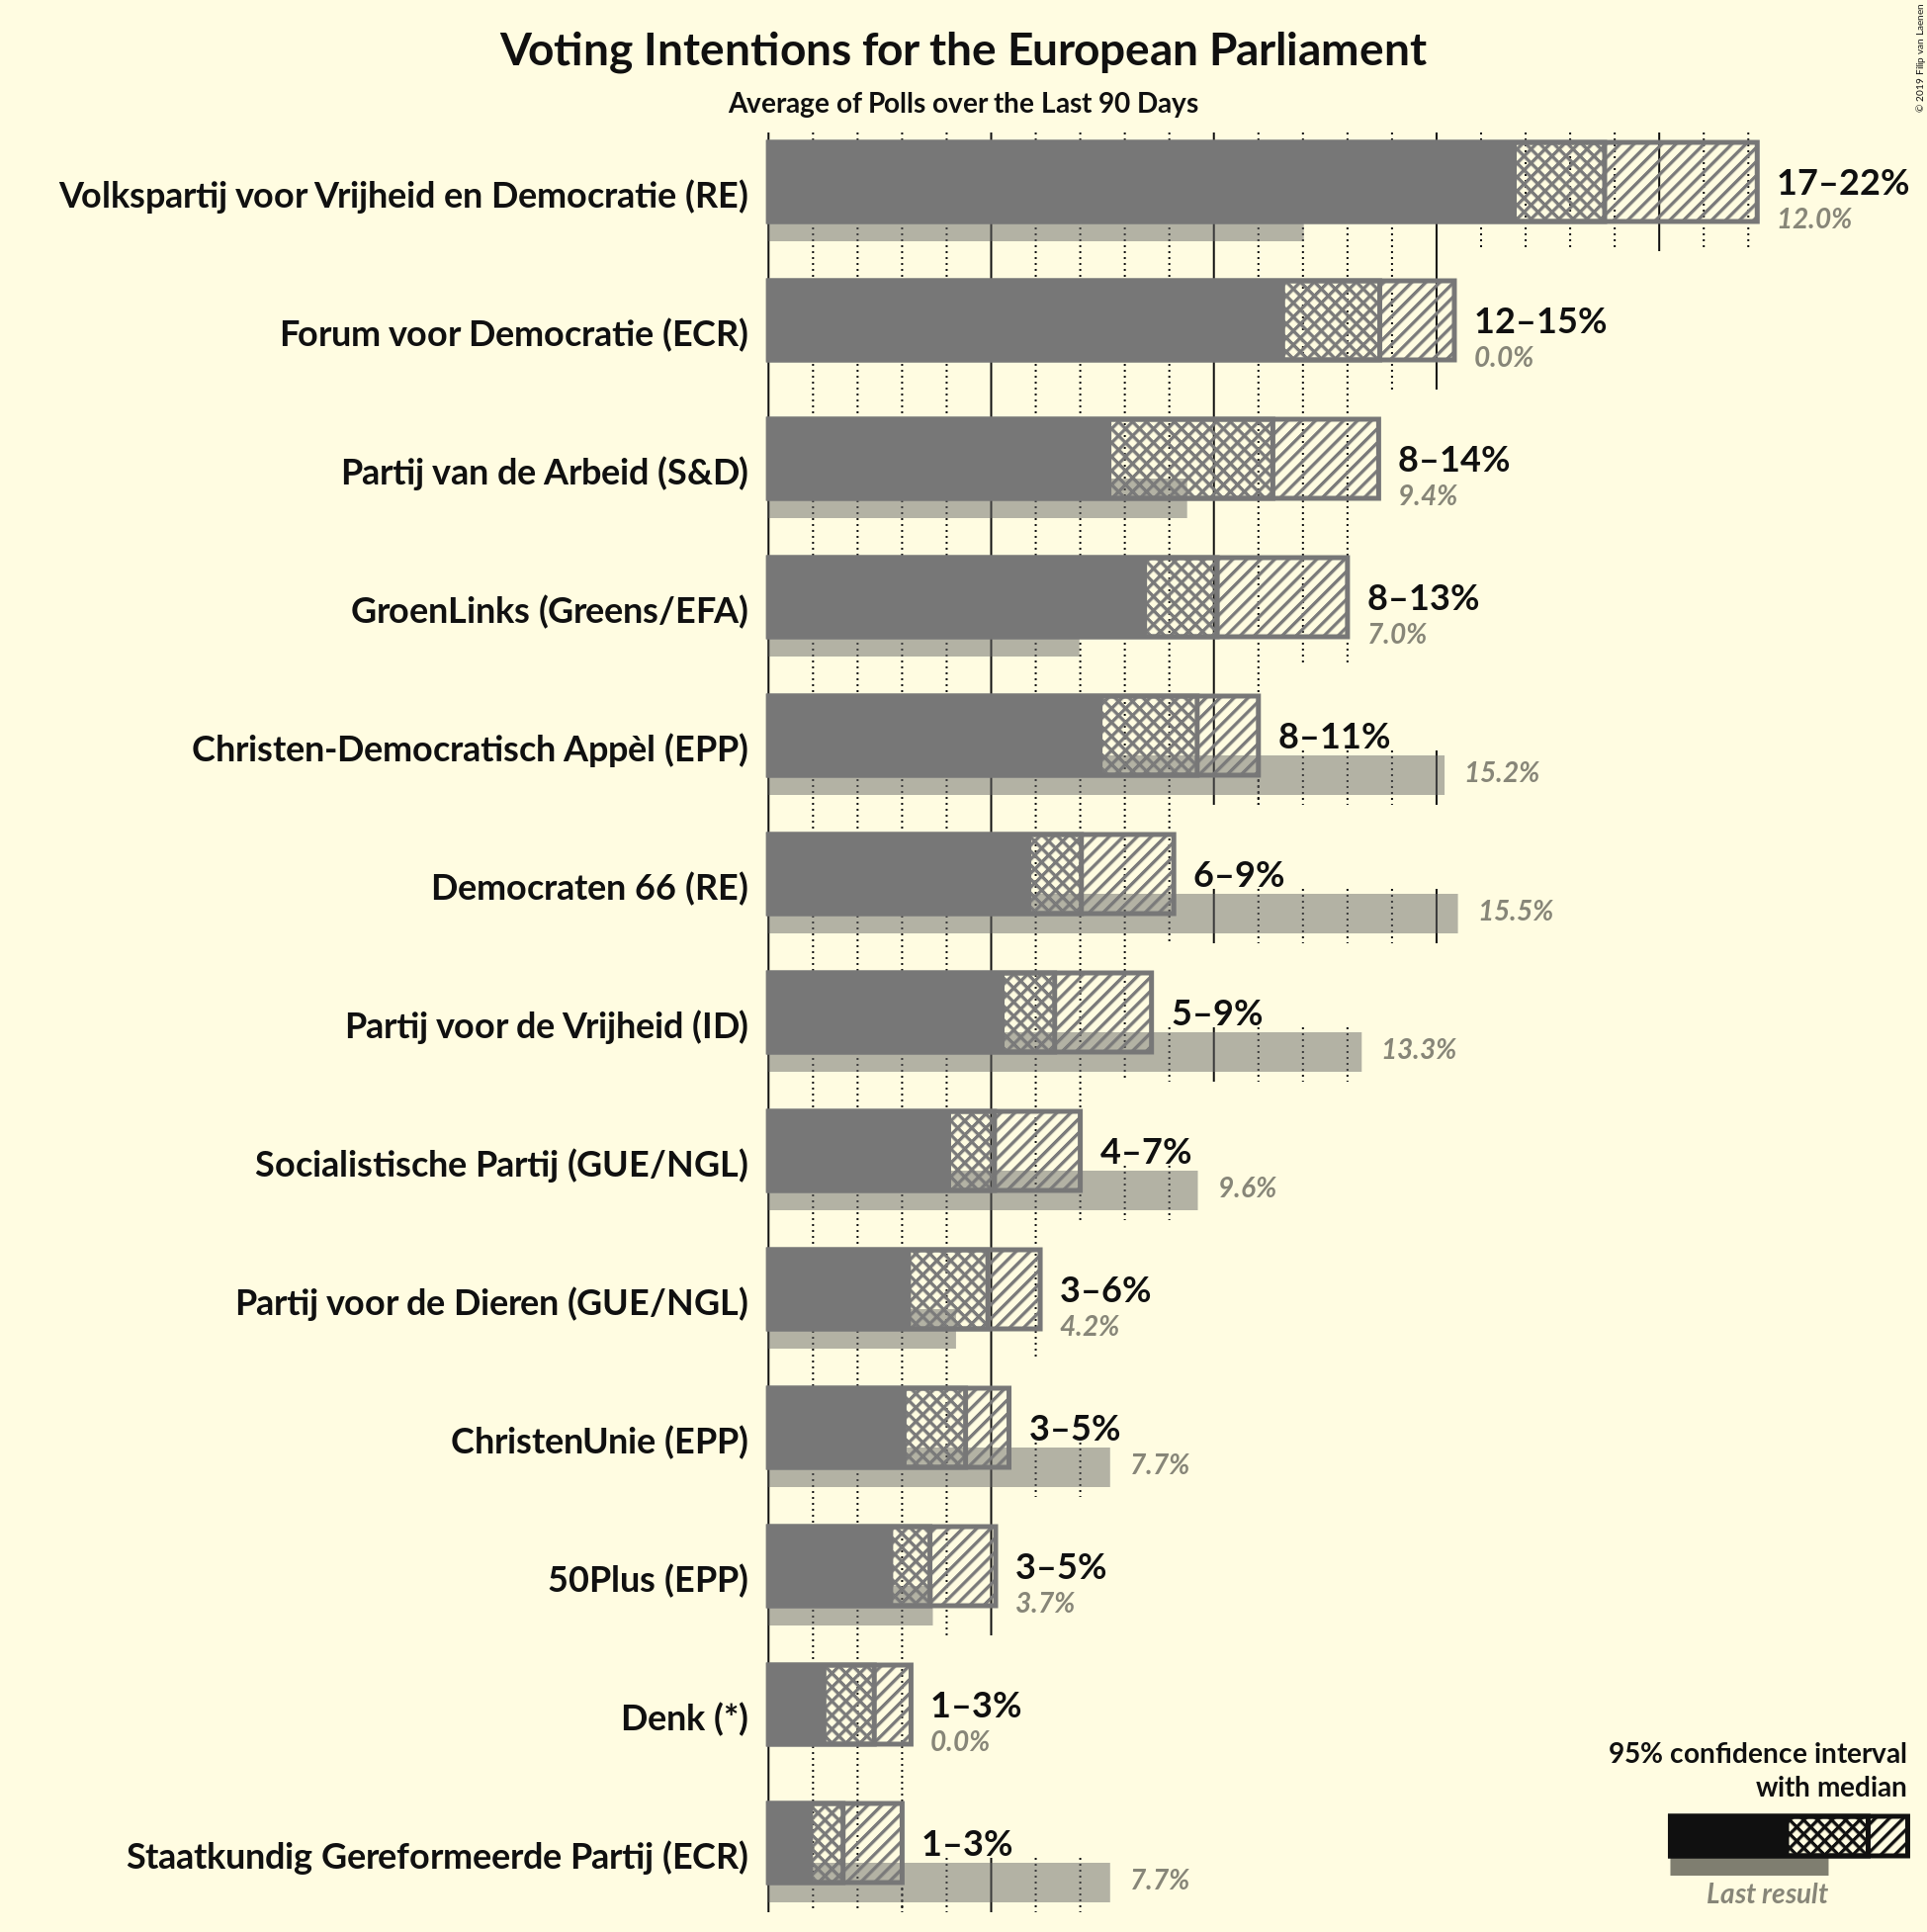 Voting Intentions for the European Parliament
Average of Polls over the Last 90 Days
© 2019 Filip van Laenen
Volkspartij voor Vrijheid en Democratie (RE)
17–22%
12.0%
Forum voor Democratie (ECR)
12–15%
0.0%
Partij van de Arbeid (S&D)
8–14%
9.4%
GroenLinks (Greens/EFA)
8–13%
7.0%
Christen-Democratisch Appèl (EPP)
8–11%
15.2%
Democraten 66 (RE)
6–9%
15.5%
Partij voor de Vrijheid (ID)
5–9%
13.3%
Socialistische Partij (GUE/NGL)
4–7%
9.6%
Partij voor de Dieren (GUE/NGL)
3–6%
4.2%
ChristenUnie (EPP)
3–5%
7.7%
50Plus (EPP)
3–5%
3.7%
Denk (*)
1–3%
0.0%
Staatkundig Gereformeerde Partij (ECR)
1–3%
7.7%
95% confidence interval
with median
Last result